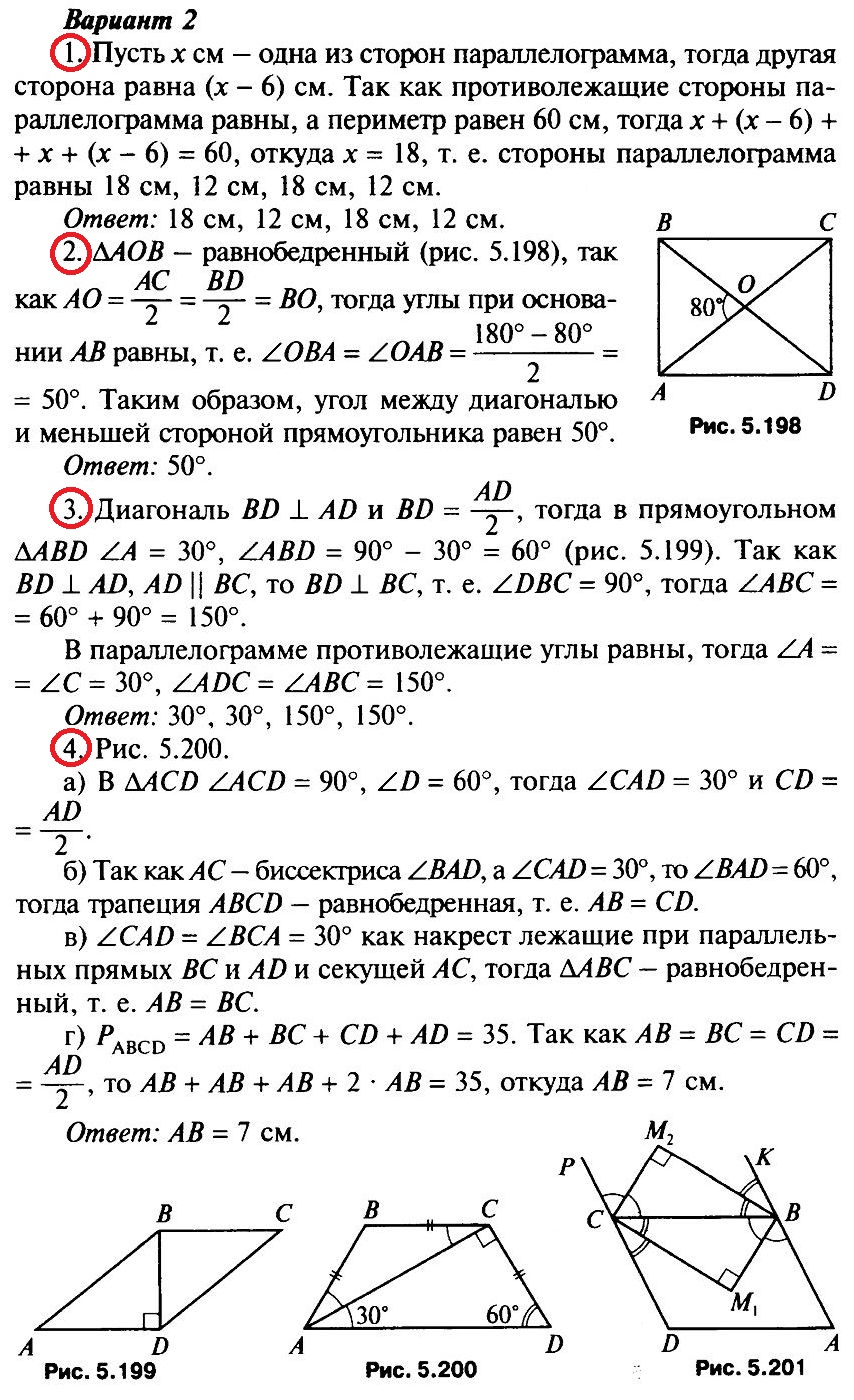 Вариант 2
1. Пусть x см – одна из сторон параллелограмма, тогда другая
сторона равна (x – 6) см. Так как противолежащие стороны па-
раллелограмма равны, а периметр равен 60 см, тогда x + (x – 6) +
+ x + (x – 6) = 60, откуда x = 18, т. е. стороны параллелограмма
равны 18 см, 12 см, 18 см, 12 см.
Ответ: 18 см, 12 см, 18 см, 12 см.
2. ΔAOB – равнобедренный (рис. 5.198), так
как AO = AC/2 = BD/2 = BO, тогда углы при основа-
нии AB равны, т. е. ∠OBA = ∠OAB = (180° – 80°)/2 =
= 50°. Таким образом, угол между диагональю
и меньшей стороной прямоугольника равен 50°.
Ответ: 50°.
B C
O
80°
A D
Рис. 5.198
3. Диагональ BD ⊥ AD и BD = AD/2, тогда в прямоугольном
ΔABD ∠A = 30°, ∠ABD = 90° – 30° = 60° (рис. 5.199). Так как
BD ⊥ AD, AD || BC, то BD ⊥ BC, т. е. ∠DBC = 90°, тогда ∠ABC =
= 60° + 90° = 150°.
В параллелограмме противолежащие углы равны, тогда ∠A =
= ∠C = 30°, ∠ADC = ∠ABC = 150°.
Ответ: 30°, 30°, 150°, 150°.
4. Рис. 5.200.
а) В ΔACD ∠ACD = 90°, ∠D = 60°, тогда ∠CAD = 30° и CD =
= AD/2.
б) Так как AC – биссектриса ∠BAD, а ∠CAD = 30°, то ∠BAD = 60°,
тогда трапеция ABCD – равнобедренная, т. е. AB = CD.
в) ∠CAD = ∠BCA = 30° как накрест лежащие при параллель-
ных прямых BC и AD и секущей AC, тогда ΔABC – равнобедрен-
ный, т. е. AB = BC.
г) P_ABCD = AB + BC + CD + AD = 35. Так как AB = BC = CD =
= AD/2, то AB + AB + AB + 2 · AB = 35, откуда AB = 7 см.
Ответ: AB = 7 см.
B C
A D
Рис. 5.199
B C
30° 60°
A D
Рис. 5.200
M₂
P K
C B
M₁
D A
Рис. 5.201